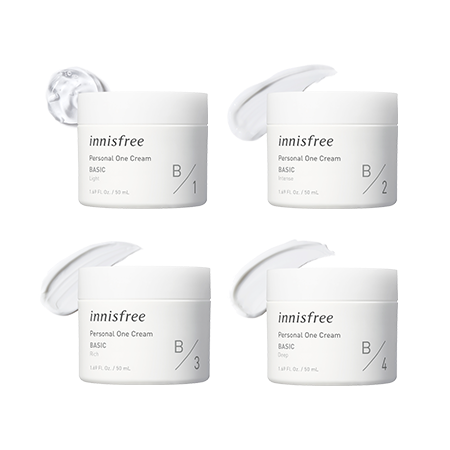 innisfree
Personal One Cream
BASIC
Light
1.69 Fl. Oz. / 50 mL
B/1
innisfree
Personal One Cream
BASIC
Intense
1.69 Fl. Oz. / 50 mL
B/2
innisfree
Personal One Cream
BASIC
Rich
1.69 Fl. Oz. / 50 mL
B/3
innisfree
Personal One Cream
BASIC
Deep
1.69 Fl. Oz. / 50 mL
B/4